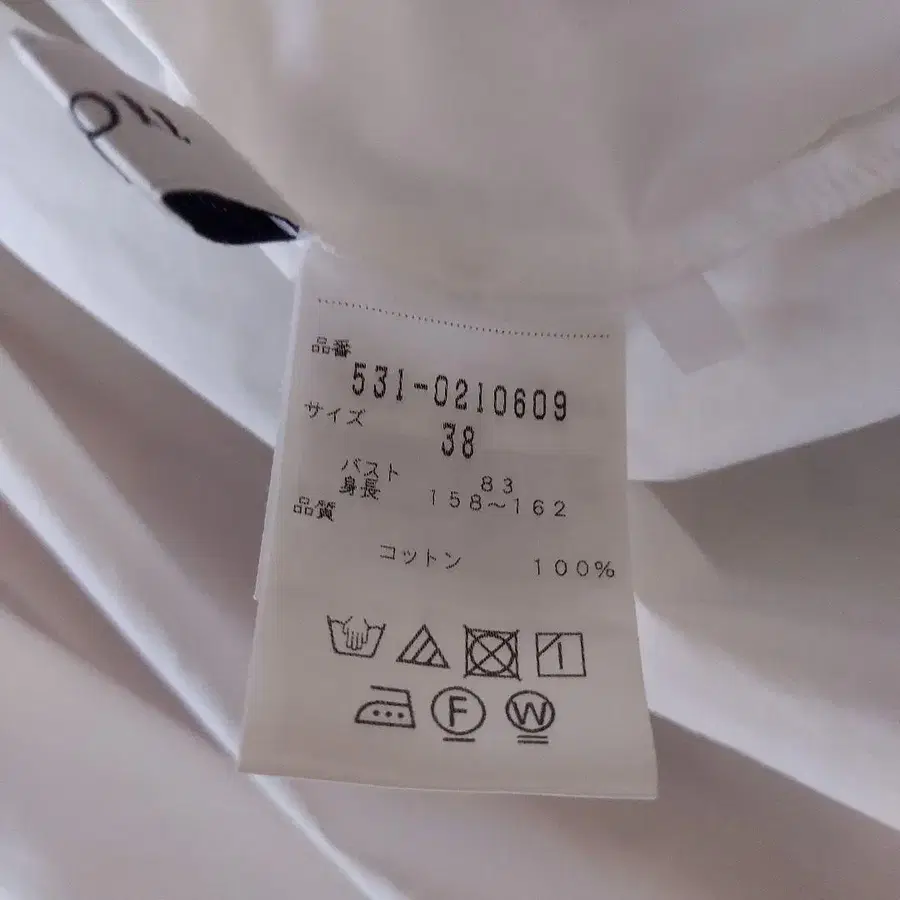 品番
531-0210609
サイズ
38
バスト 83
身長 158～162
品質
コットン 100%
F
W